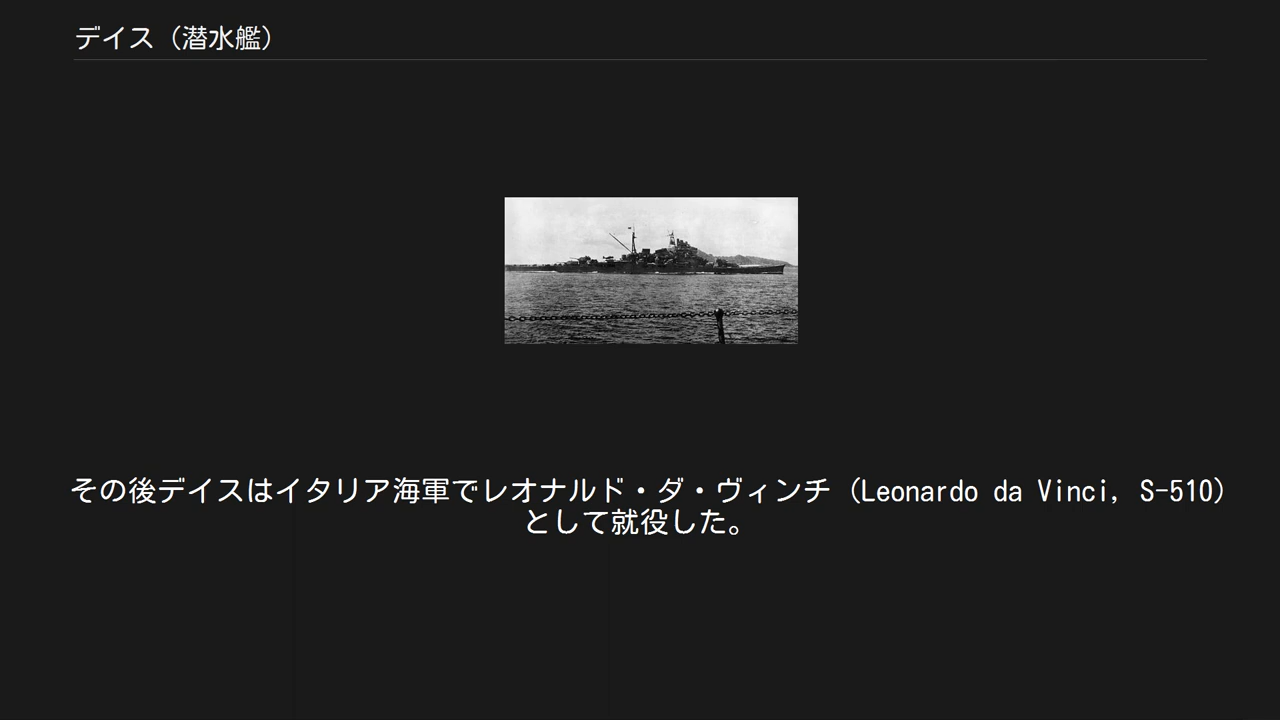 デイス（潜水艦）
その後デイスはイタリア海軍でレオナルド・ダ・ヴィンチ（Leonardo da Vinci, S-510）
として就役した。